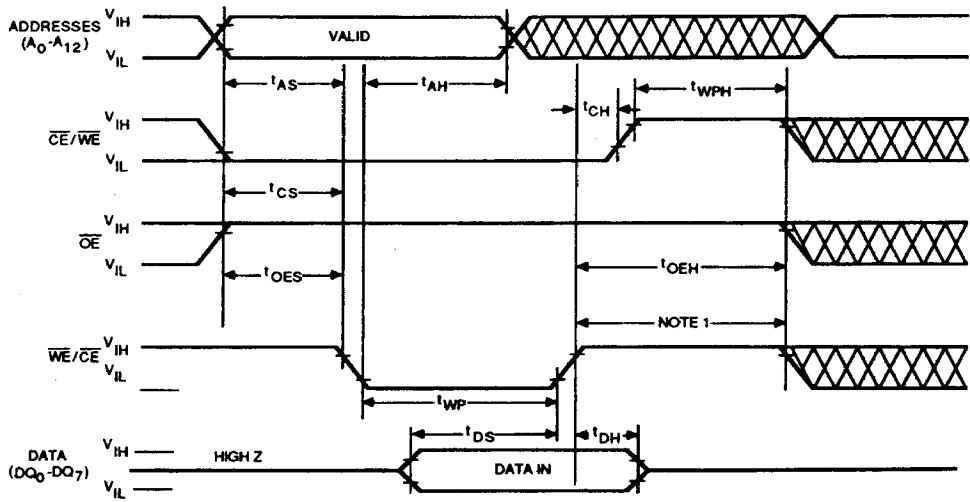 ADDRESSES
(A0-A12)
VIH
VIL
VALID
tAS
tAH
tWPH
tCH
CE/WE
VIH
VIL
tCS
OE
VIH
VIL
tOES
tOEH
NOTE 1
WE/CE
VIH
VIL
tWP
tDS
tDH
DATA
(DQ0-DQ7)
VIH
VIL
HIGH Z
DATA IN